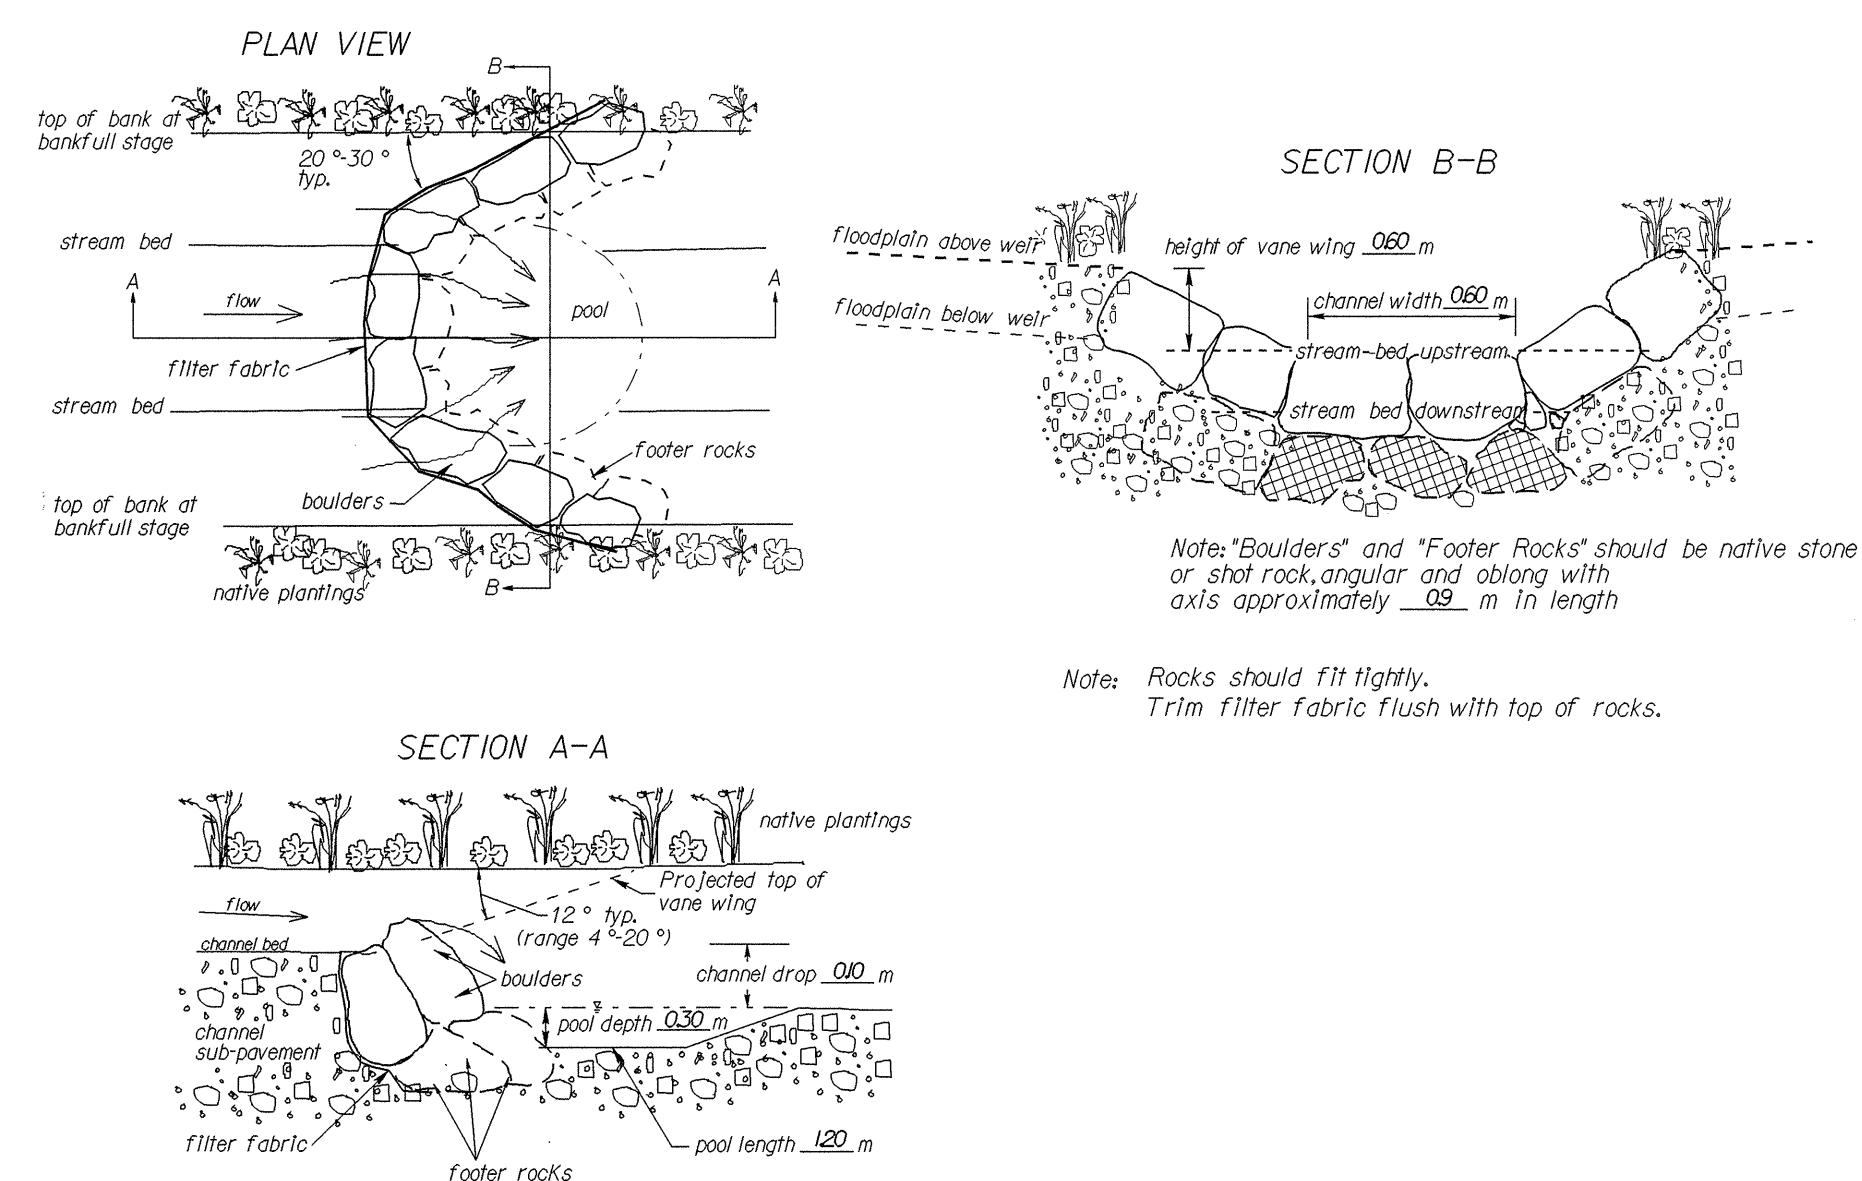 PLAN VIEW
B
top of bank at
bankfull stage
20°-30°
typ.
stream bed
A
A
flow
pool
filter fabric
stream bed
footer rocks
boulders
top of bank at
bankfull stage
B
native plantings
SECTION B-B
floodplain above weir
height of vane wing 0.60 m
channel width 0.60 m
floodplain below weir
stream-bed upstream
stream bed downstream
Note: "Boulders" and "Footer Rocks" should be native stone
or shot rock, angular and oblong with
axis approximately 0.9 m in length
Note: Rocks should fit tightly.
Trim filter fabric flush with top of rocks.
SECTION A-A
native plantings
Projected top of
vane wing
flow
12° typ.
(range 4°-20°)
channel bed
boulders
channel drop 0.10 m
pool depth 0.30 m
channel
sub-pavement
filter fabric
pool length 1.20 m
footer rocks